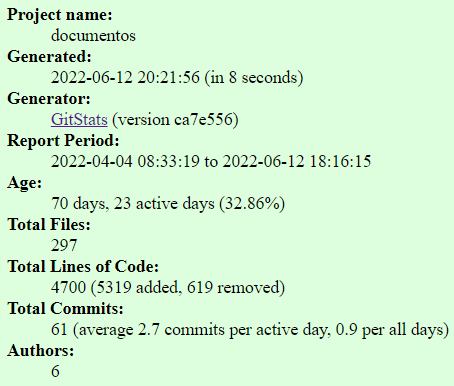 Project name:
documentos
Generated:
2022-06-12 20:21:56 (in 8 seconds)
Generator:
GitStats (version ca7e556)
Report Period:
2022-04-04 08:33:19 to 2022-06-12 18:16:15
Age:
70 days, 23 active days (32.86%)
Total Files:
297
Total Lines of Code:
4700 (5319 added, 619 removed)
Total Commits:
61 (average 2.7 commits per active day, 0.9 per all days)
Authors:
6